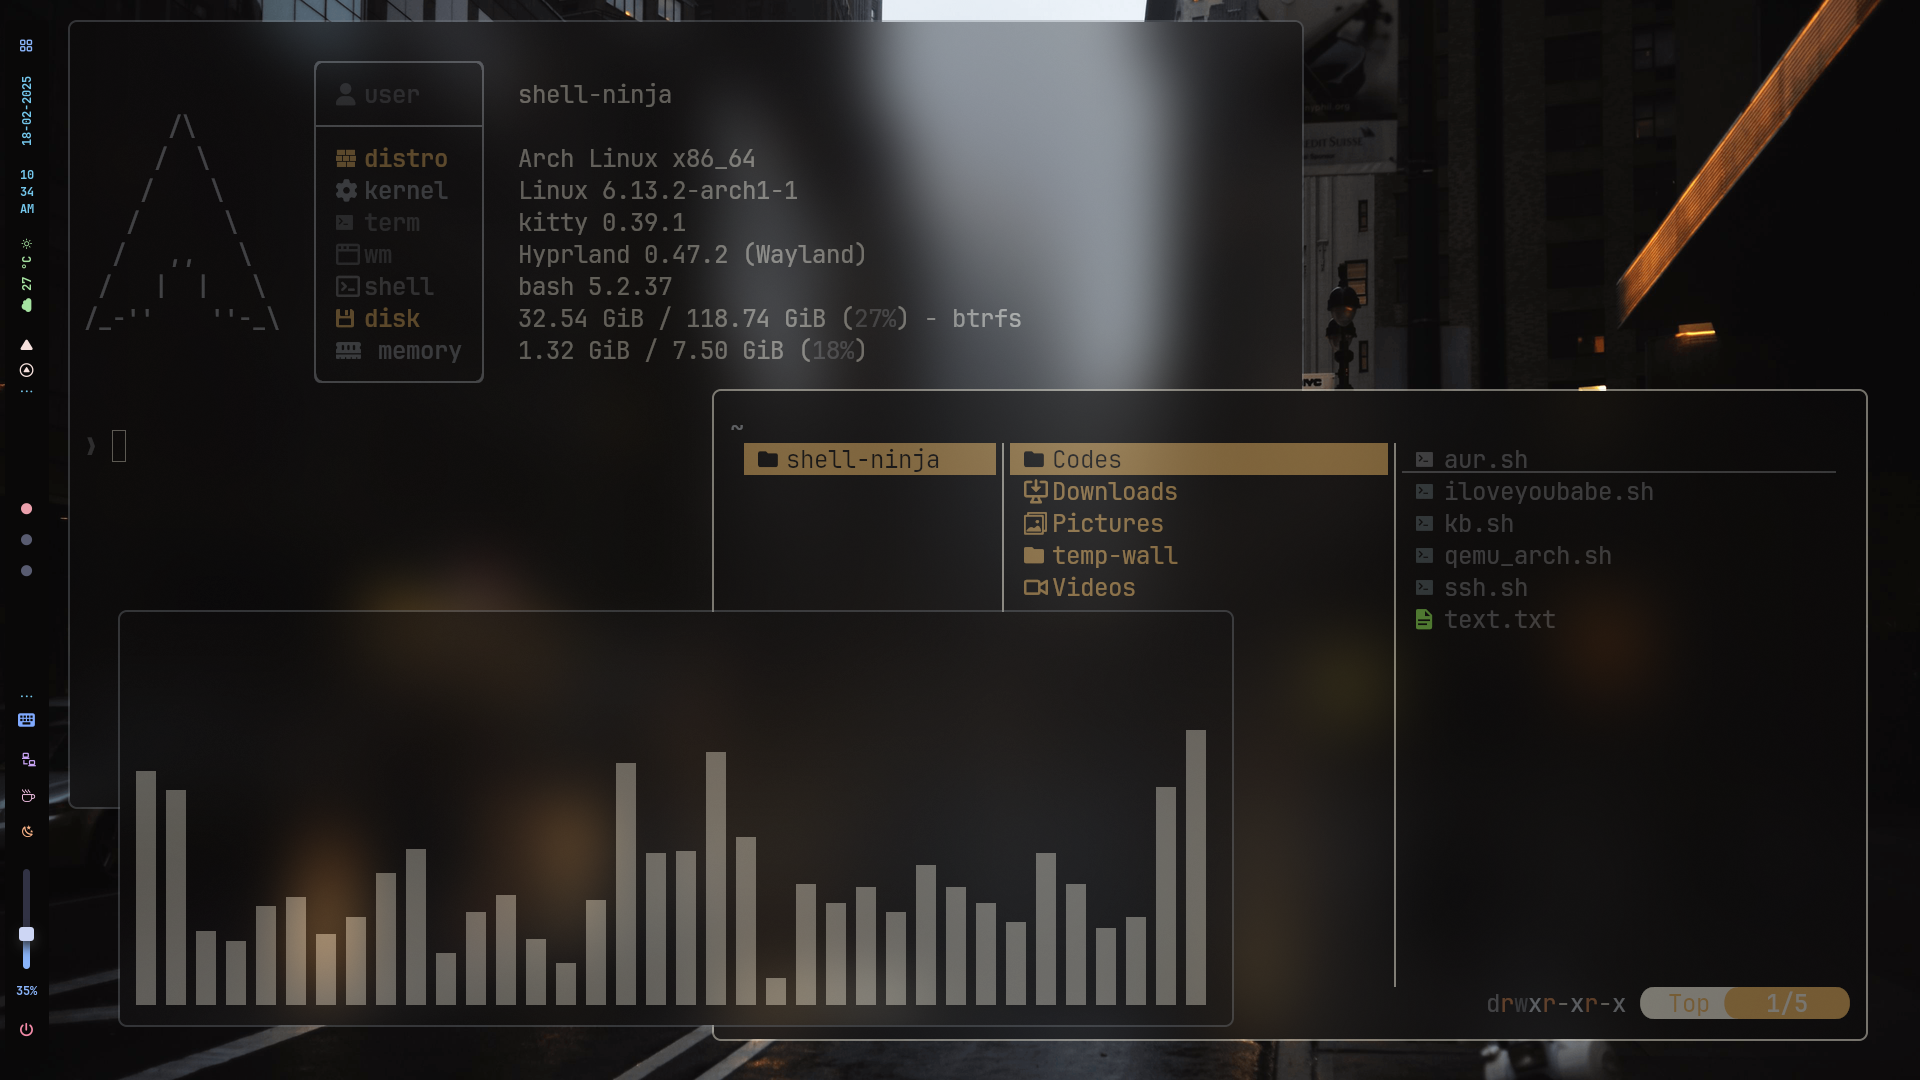 18-02-2025
10
34
AM
27 °C
35%
user shell-ninja
distro Arch Linux x86_64
kernel Linux 6.13.2-arch1-1
term kitty 0.39.1
wm Hyprland 0.47.2 (Wayland)
shell bash 5.2.37
disk 32.54 GiB / 118.74 GiB (27%) - btrfs
memory 1.32 GiB / 7.50 GiB (18%)
❯
~
shell-ninja
Codes
Downloads
Pictures
temp-wall
Videos
aur.sh
iloveyoubabe.sh
kb.sh
qemu_arch.sh
ssh.sh
text.txt
drwxr-xr-x Top 1/5
NYC